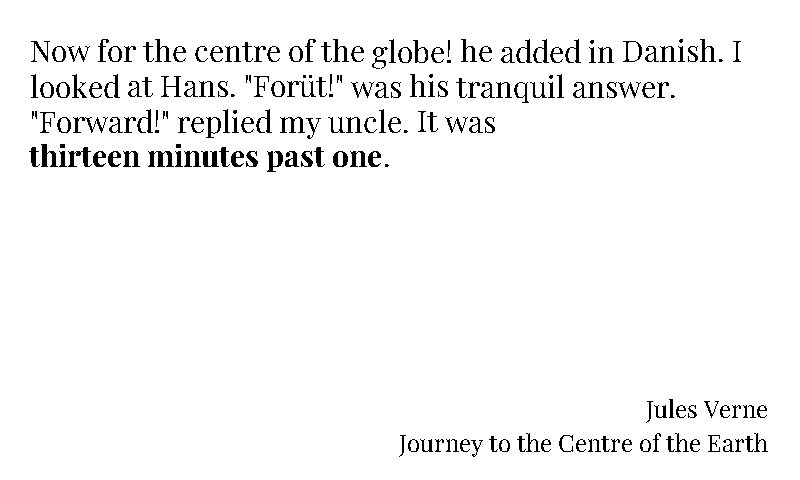 Now for the centre of the globe! he added in Danish. I
looked at Hans. "Forüt!" was his tranquil answer.
"Forward!" replied my uncle. It was
thirteen minutes past one.
Jules Verne
Journey to the Centre of the Earth